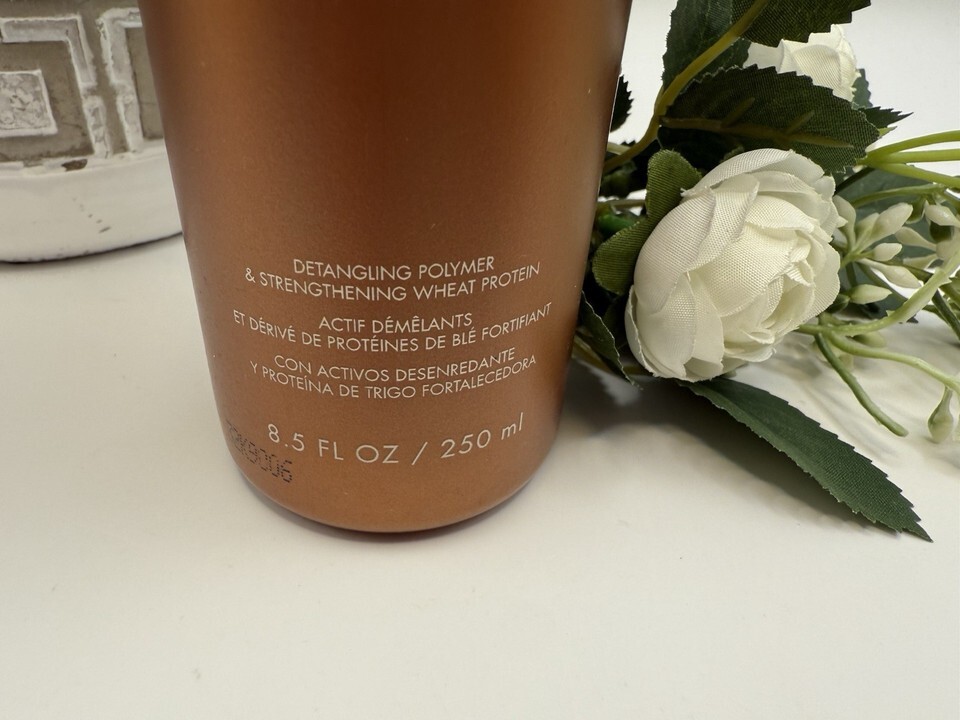 DETANGLING POLYMER
& STRENGTHENING WHEAT PROTEIN
ACTIF DÉMÊLANTS
ET DÉRIVÉ DE PROTÉINES DE BLÉ FORTIFIANT
CON ACTIVOS DESENREDANTE
Y PROTEÍNA DE TRIGO FORTALECEDORA
8.5 FL OZ / 250 ml